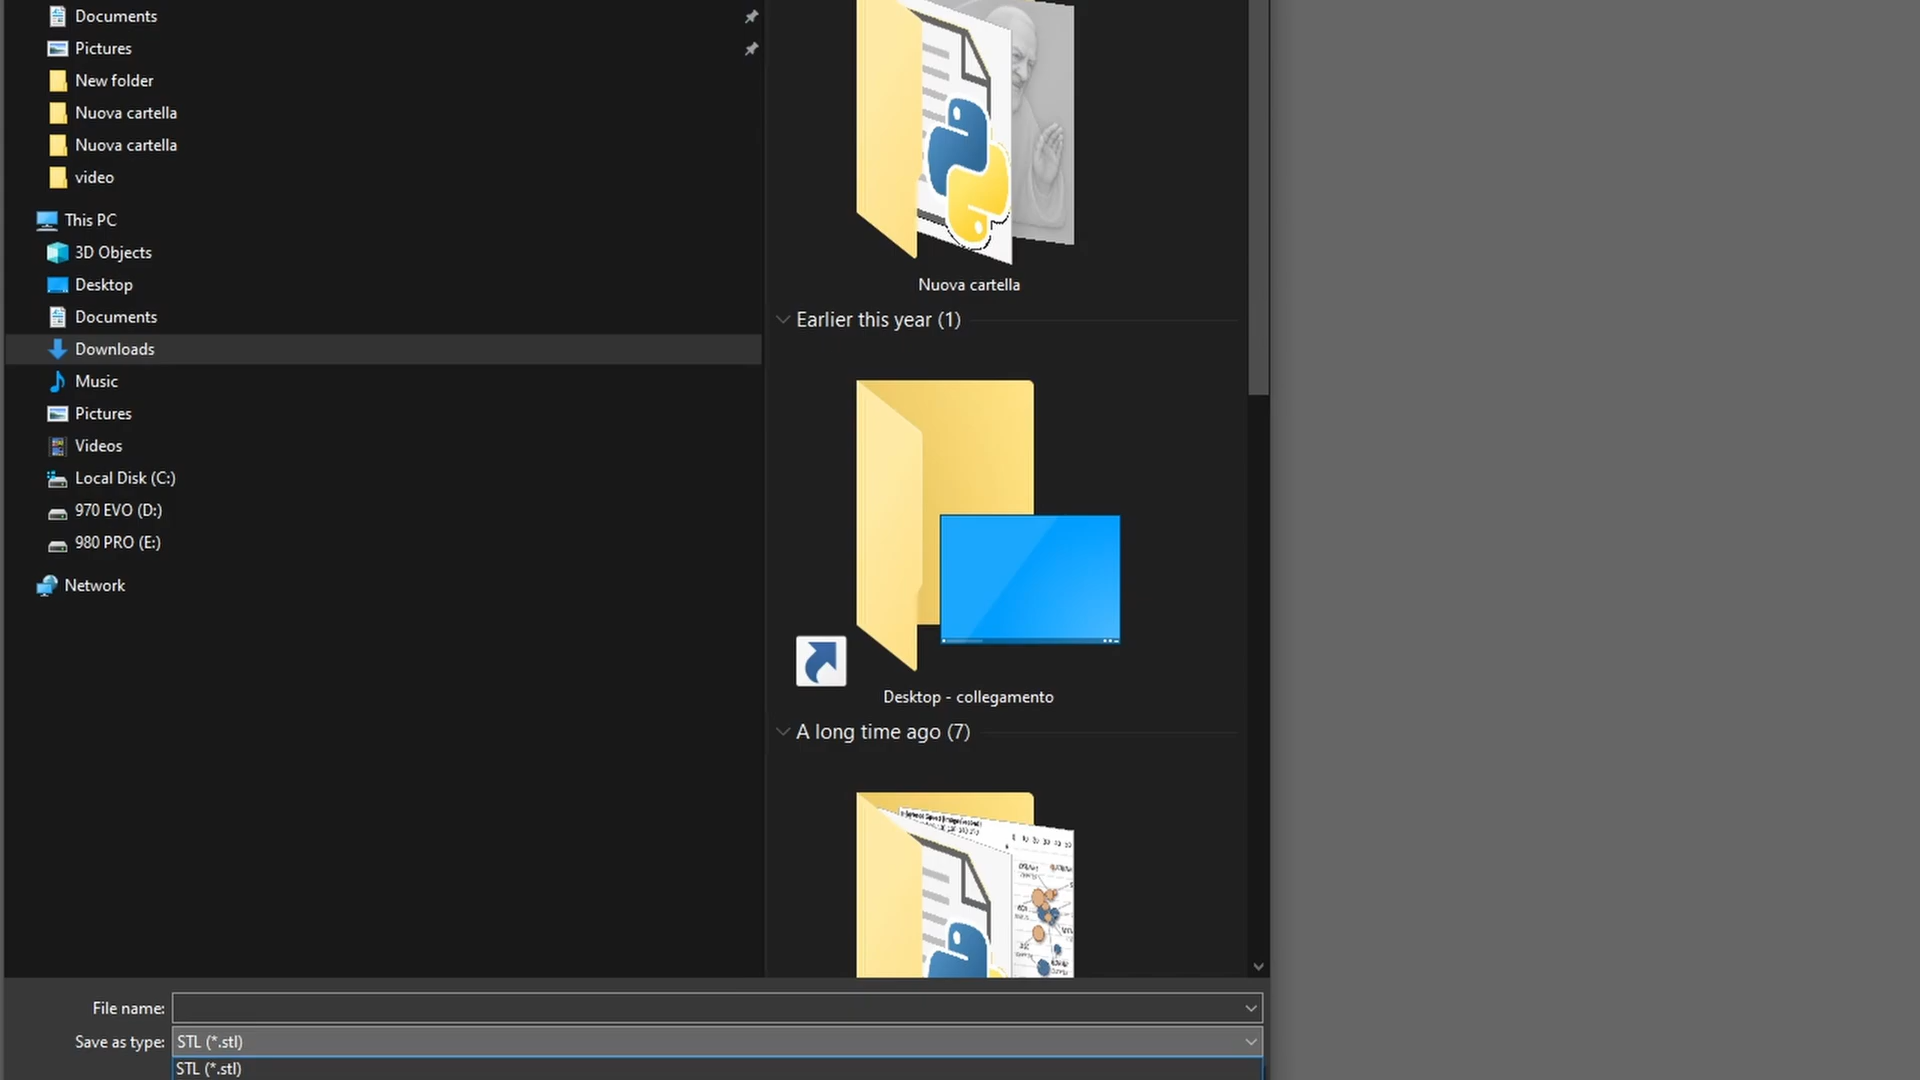 Documents
Pictures
New folder
Nuova cartella
Nuova cartella
video
This PC
3D Objects
Desktop
Documents
Downloads
Music
Pictures
Videos
Local Disk (C:)
970 EVO (D:)
980 PRO (E:)
Network
Nuova cartella
Earlier this year (1)
Desktop - collegamento
A long time ago (7)
File name:
Save as type: STL (*.stl)
STL (*.stl)